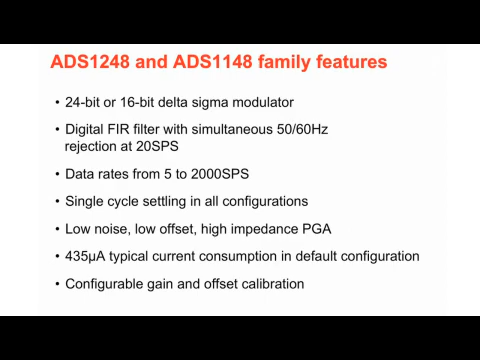 ADS1248 and ADS1148 family features
• 24-bit or 16-bit delta sigma modulator
• Digital FIR filter with simultaneous 50/60Hz
rejection at 20SPS
• Data rates from 5 to 2000SPS
• Single cycle settling in all configurations
• Low noise, low offset, high impedance PGA
• 435µA typical current consumption in default configuration
• Configurable gain and offset calibration